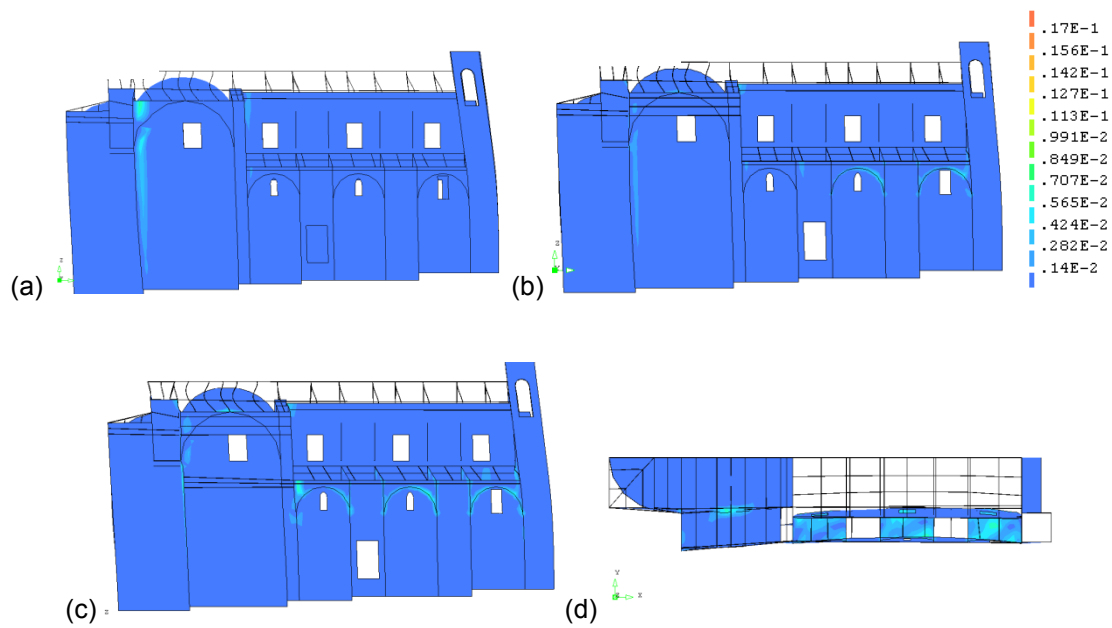 .17E-1
.156E-1
.142E-1
.127E-1
.113E-1
.991E-2
.849E-2
.707E-2
.565E-2
.424E-2
.282E-2
.14E-2
(a)
(b)
(c)
(d)
Y
X